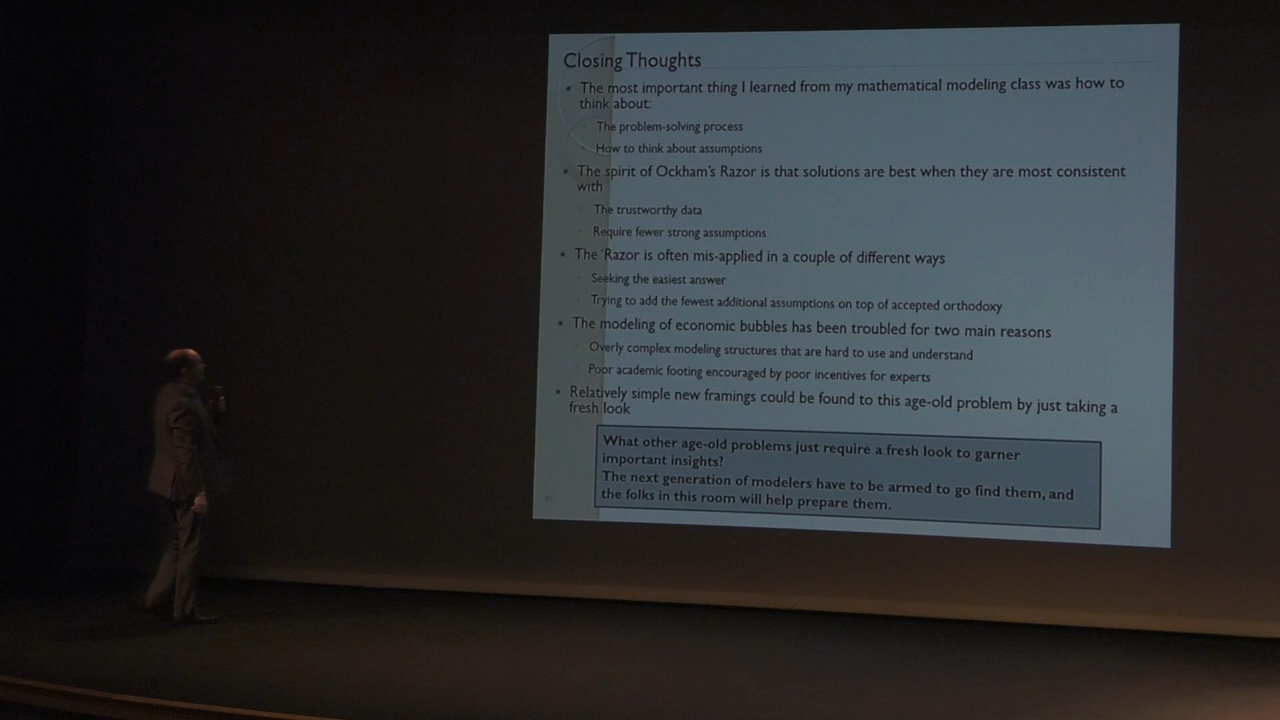 Closing Thoughts
• The most important thing I learned from my mathematical modeling class was how to
think about:
The problem-solving process
How to think about assumptions
• The spirit of Ockham's Razor is that solutions are best when they are most consistent
with
The trustworthy data
Require fewer strong assumptions
• The 'Razor is often mis-applied in a couple of different ways
Seeking the easiest answer
Trying to add the fewest additional assumptions on top of accepted orthodoxy
• The modeling of economic bubbles has been troubled for two main reasons
Overly complex modeling structures that are hard to use and understand
Poor academic footing encouraged by poor incentives for experts
• Relatively simple new framings could be found to this age-old problem by just taking a
fresh look
What other age-old problems just require a fresh look to garner
important insights?
The next generation of modelers have to be armed to go find them, and
the folks in this room will help prepare them.